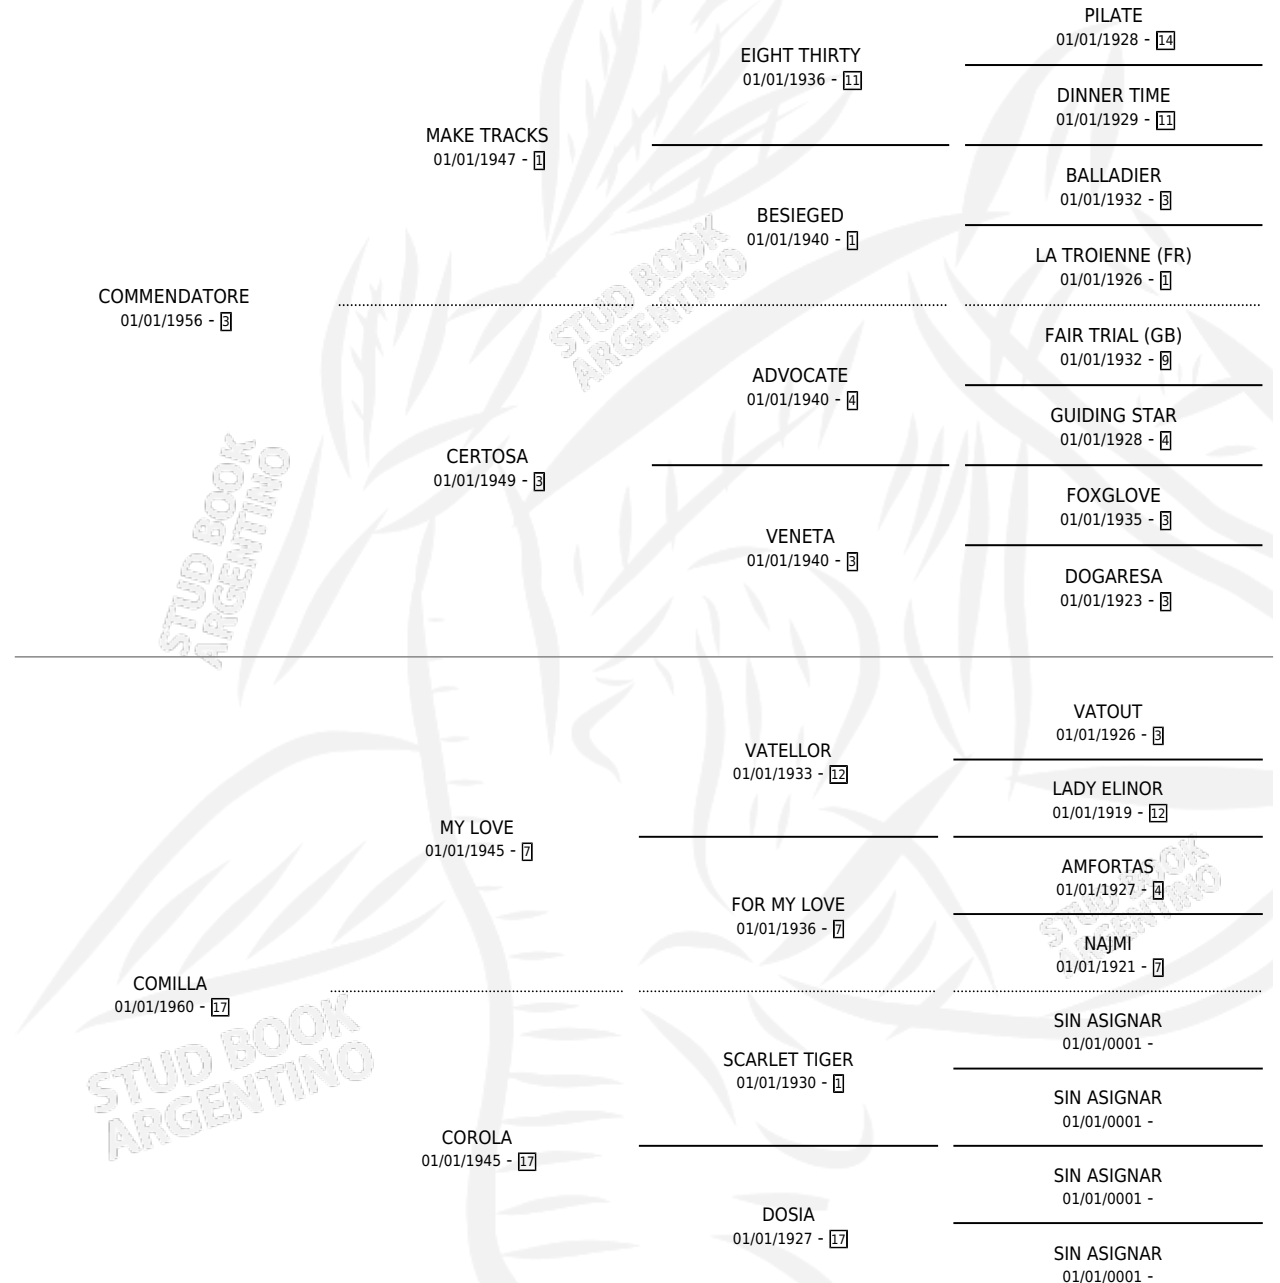 PILATE
01/01/1928 - 14
EIGHT THIRTY
01/01/1936 - 11
DINNER TIME
01/01/1929 - 11
MAKE TRACKS
01/01/1947 - 1
BALLADIER
01/01/1932 - 3
BESIEGED
01/01/1940 - 1
LA TROIENNE (FR)
01/01/1926 - 1
COMMENDATORE
01/01/1956 - 3
FAIR TRIAL (GB)
01/01/1932 - 9
ADVOCATE
01/01/1940 - 4
GUIDING STAR
01/01/1928 - 4
CERTOSA
01/01/1949 - 3
FOXGLOVE
01/01/1935 - 3
VENETA
01/01/1940 - 3
DOGARESA
01/01/1923 - 3
VATOUT
01/01/1926 - 3
VATELLOR
01/01/1933 - 12
LADY ELINOR
01/01/1919 - 12
MY LOVE
01/01/1945 - 7
AMFORTAS
01/01/1927 - 4
FOR MY LOVE
01/01/1936 - 7
NAJMI
01/01/1921 - 7
COMILLA
01/01/1960 - 17
SIN ASIGNAR
01/01/0001 -
SCARLET TIGER
01/01/1930 - 1
SIN ASIGNAR
01/01/0001 -
COROLA
01/01/1945 - 17
SIN ASIGNAR
01/01/0001 -
DOSIA
01/01/1927 - 17
SIN ASIGNAR
01/01/0001 -
STUD BOOK
ARGENTINO
STUD BOOK
ARGENTINO
STUD BOOK
ARGENTINO
STUD BOOK
ARGENTINO